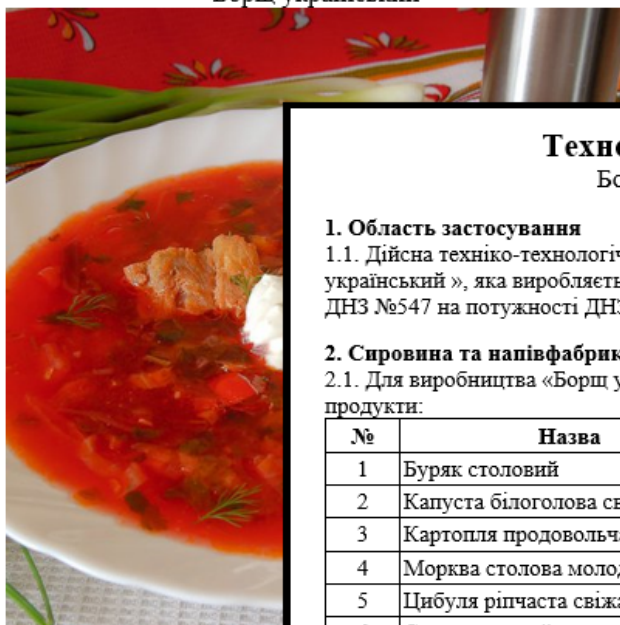 Борщ український
Техно
Бо
1. Область застосування
1.1. Дійсна техніко-технологіч
український », яка виробляєть
ДНЗ №547 на потужності ДНЗ
2. Сировина та напівфабрик
2.1. Для виробництва «Борщ у
продукти:
№ Назва
1 Буряк столовий
2 Капуста білоголова св
3 Картопля продовольча
4 Морква столова молод
5 Цибуля ріпчаста свіжа